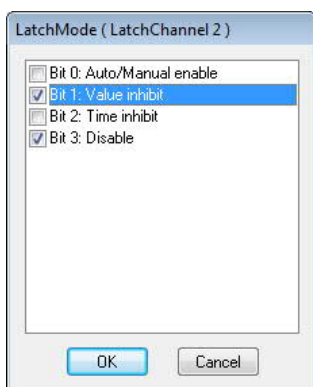 LatchMode ( LatchChannel 2 )
Bit 0: Auto/Manual enable
Bit 1: Value inhibit
Bit 2: Time inhibit
Bit 3: Disable
OK Cancel